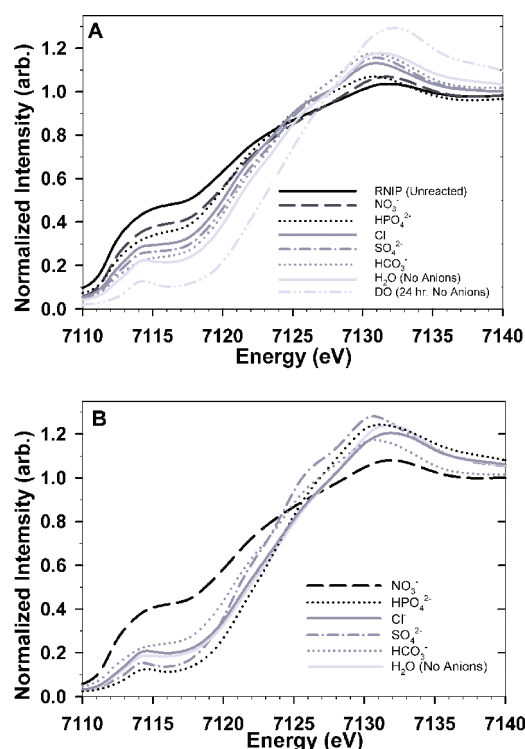 A
Normalized Intemsity (arb.)
1.2
1.0
0.8
0.6
0.4
0.2
0.0
RNIP (Unreacted)
NO₃⁻
HPO₄²⁻
Cl
SO₄²⁻
HCO₃⁻
H₂O (No Anions)
DO (24 hr. No Anions)
7110 7115 7120 7125 7130 7135 7140
Energy (eV)
B
Normalized Intemsity (arb.)
1.2
1.0
0.8
0.6
0.4
0.2
0.0
NO₃⁻
HPO₄²⁻
Cl⁻
SO₄²⁻
HCO₃⁻
H₂O (No Anions)
7110 7115 7120 7125 7130 7135 7140
Energy (eV)